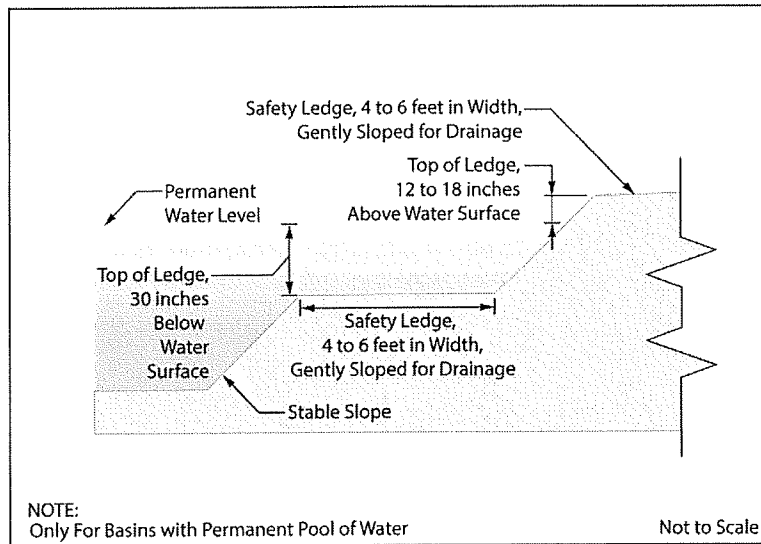 Safety Ledge, 4 to 6 feet in Width,
Gently Sloped for Drainage
Top of Ledge,
12 to 18 inches
Above Water Surface
Permanent
Water Level
Top of Ledge,
30 inches
Below
Water
Surface
Safety Ledge,
4 to 6 feet in Width,
Gently Sloped for Drainage
Stable Slope
NOTE:
Only For Basins with Permanent Pool of Water
Not to Scale